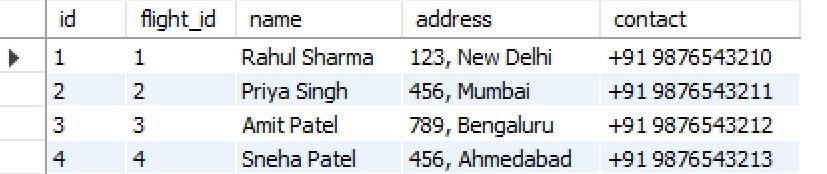 id flight_id name address contact
1 1 Rahul Sharma 123, New Delhi +91 9876543210
2 2 Priya Singh 456, Mumbai +91 9876543211
3 3 Amit Patel 789, Bengaluru +91 9876543212
4 4 Sneha Patel 456, Ahmedabad +91 9876543213